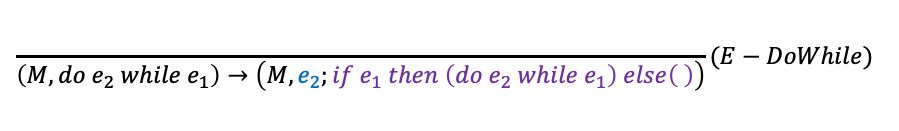 (M, do e₂ while e₁) → (M, e₂; if e₁ then (do e₂ while e₁) else( )) (E − DoWhile)